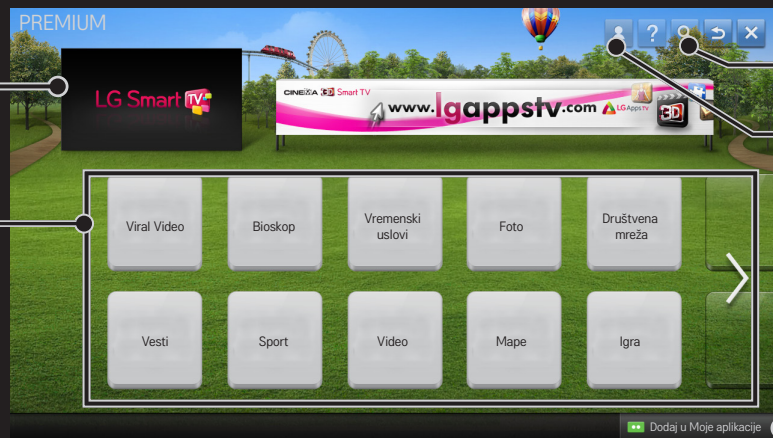 PREMIUM
?
LG Smart TV
CINEMA 3D Smart TV
www.lgappstv.com
LG Apps TV
3D
Viral Video
Bioskop
Vremenski
uslovi
Foto
Društvena
mreža
Vesti
Sport
Video
Mape
Igra
Dodaj u Moje aplikacije